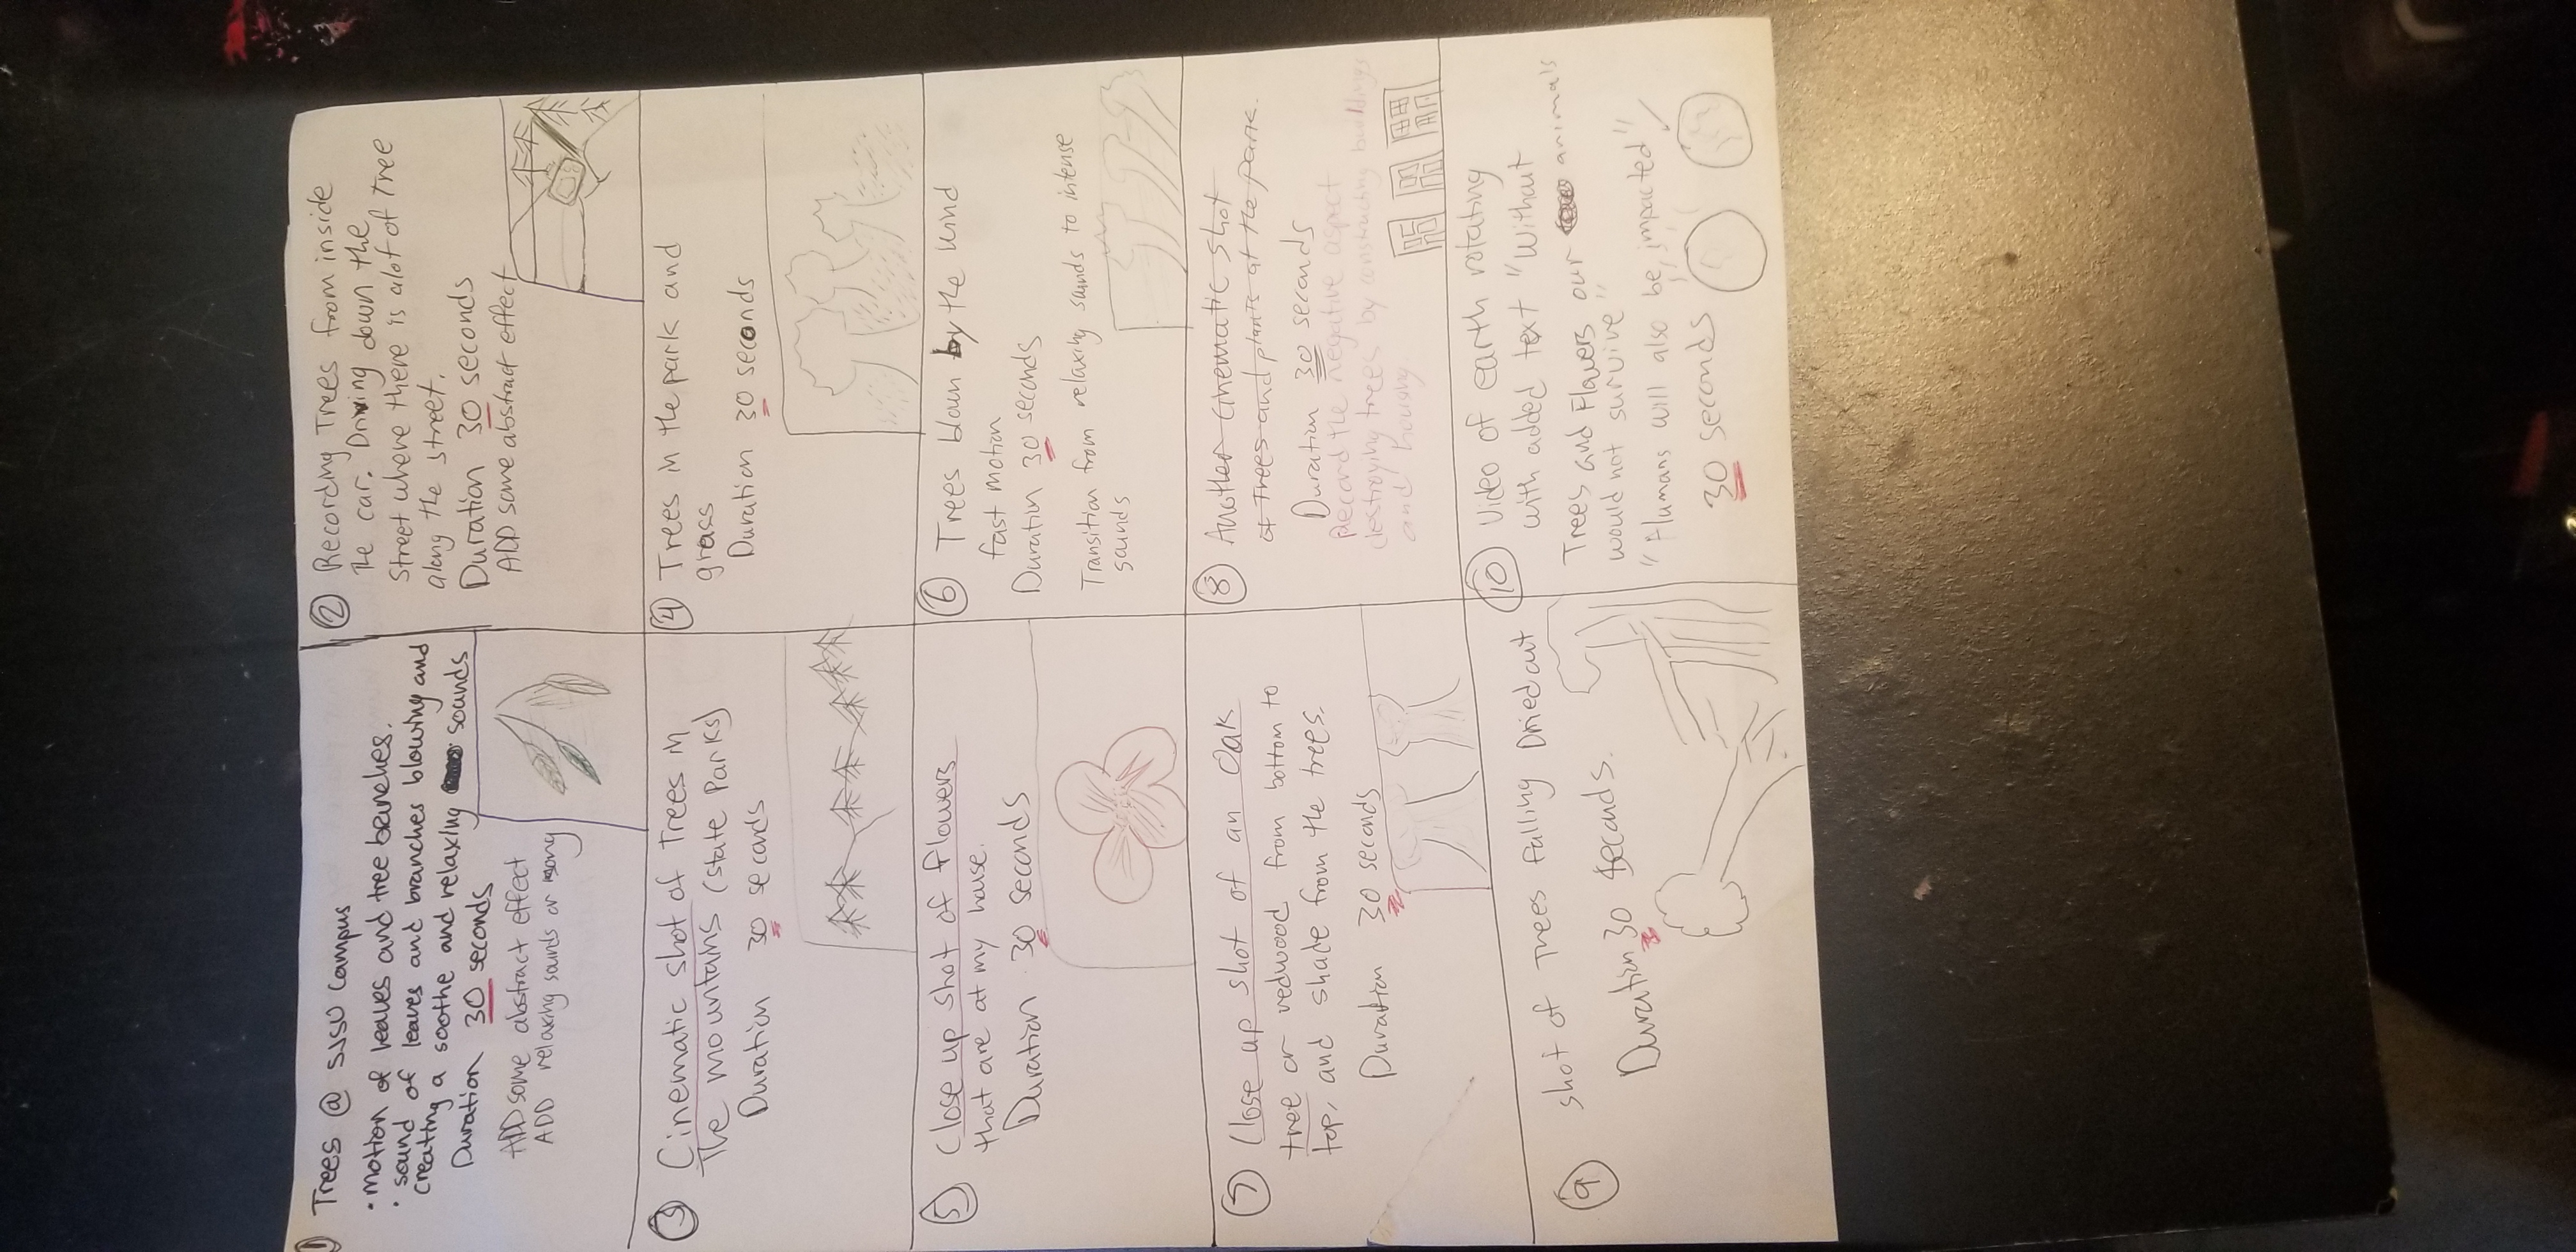 ① Trees @ SJSU Campus
• motion of leaves and tree branches.
• sound of leaves and branches blowing and
creating a soothe and relaxing sounds
Duration 30 seconds
ADD some abstract effect
ADD relaxing sounds or song
② Recording Trees from inside
The car. Driving down the
Street where there is alot of Tree
along the street.
Duration 30 seconds
ADD some abstract effect
③ Cinematic shot of Trees in
The mountains (State Parks)
Duration 30 seconds
④ Trees in the park and
grass
Duration 30 seconds
⑤ Close up shot of flowers
that are at my house.
Duration 30 seconds
⑥ Trees blown by the wind
fast motion
Duration 30 seconds
Transition from relaxing sounds to intense
sounds
⑦ Close up shot of an Oak
tree or redwood from bottom to
top, and shade from the trees.
Duration 30 seconds
⑧ Another cinematic shot
of Trees and plants at the park.
Duration 30 seconds
Record the negative aspect
destroying trees by constructing buildings
and housing.
⑨ shot of Trees falling Dried out
Duration 30 seconds.
⑩ Video of earth rotating
with added text "Without
Trees and Flowers our animals
would not survive"
"Humans will also be impacted"
30 seconds